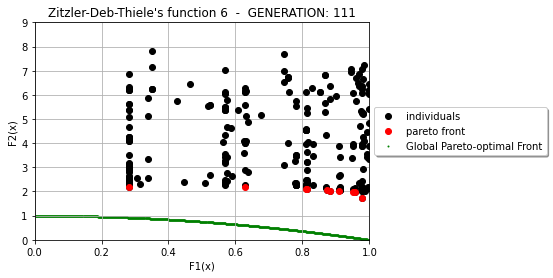 Zitzler-Deb-Thiele's function 6 - GENERATION: 111
F2(x)
9
8
7
6
5
4
3
2
1
0
0.0 0.2 0.4 0.6 0.8 1.0
F1(x)
individuals
pareto front
Global Pareto-optimal Front